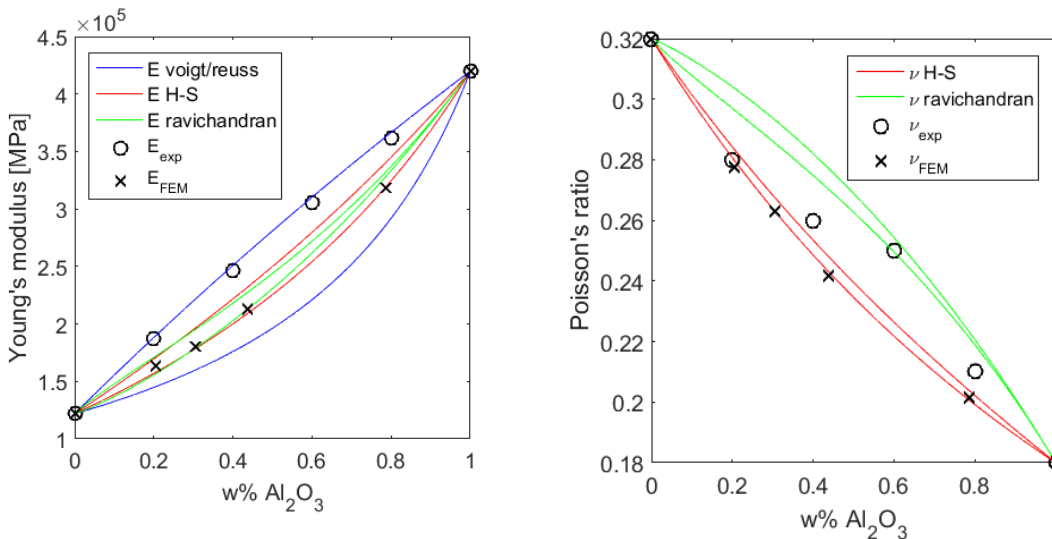 ×10⁵
4.5
4
3.5
3
2.5
2
1.5
1
0
0.2
0.4
0.6
0.8
1
Young's modulus [MPa]
w% Al₂O₃
E voigt/reuss
E H-S
E ravichandran
E_exp
E_FEM
0.32
0.3
0.28
0.26
0.24
0.22
0.2
0.18
0
0.2
0.4
0.6
0.8
Poisson's ratio
w% Al₂O₃
ν H-S
ν ravichandran
ν_exp
ν_FEM